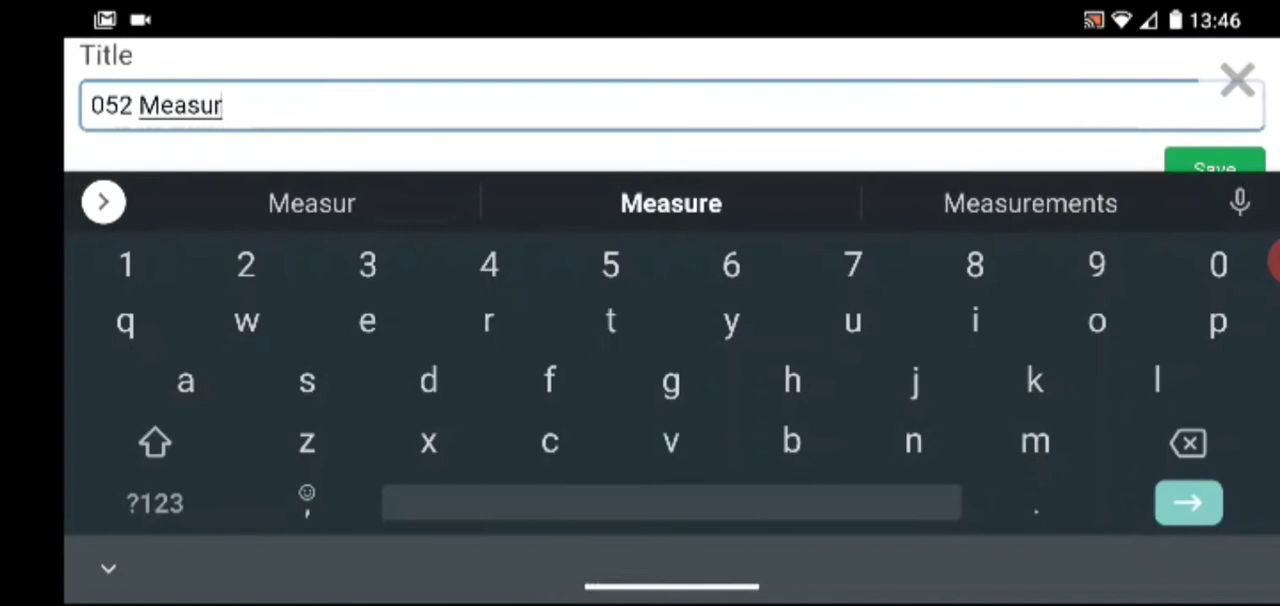 13:46
Title
052 Measur
Save
Measur Measure Measurements
1 2 3 4 5 6 7 8 9 0
q w e r t y u i o p
a s d f g h j k l
z x c v b n m
?123 , .